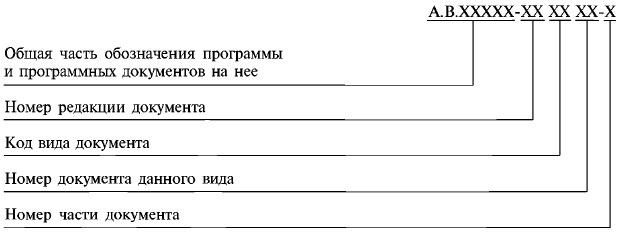 А.В.ХХХХХ-ХХ ХХ ХХ-Х
Общая часть обозначения программы
и программных документов на нее
Номер редакции документа
Код вида документа
Номер документа данного вида
Номер части документа